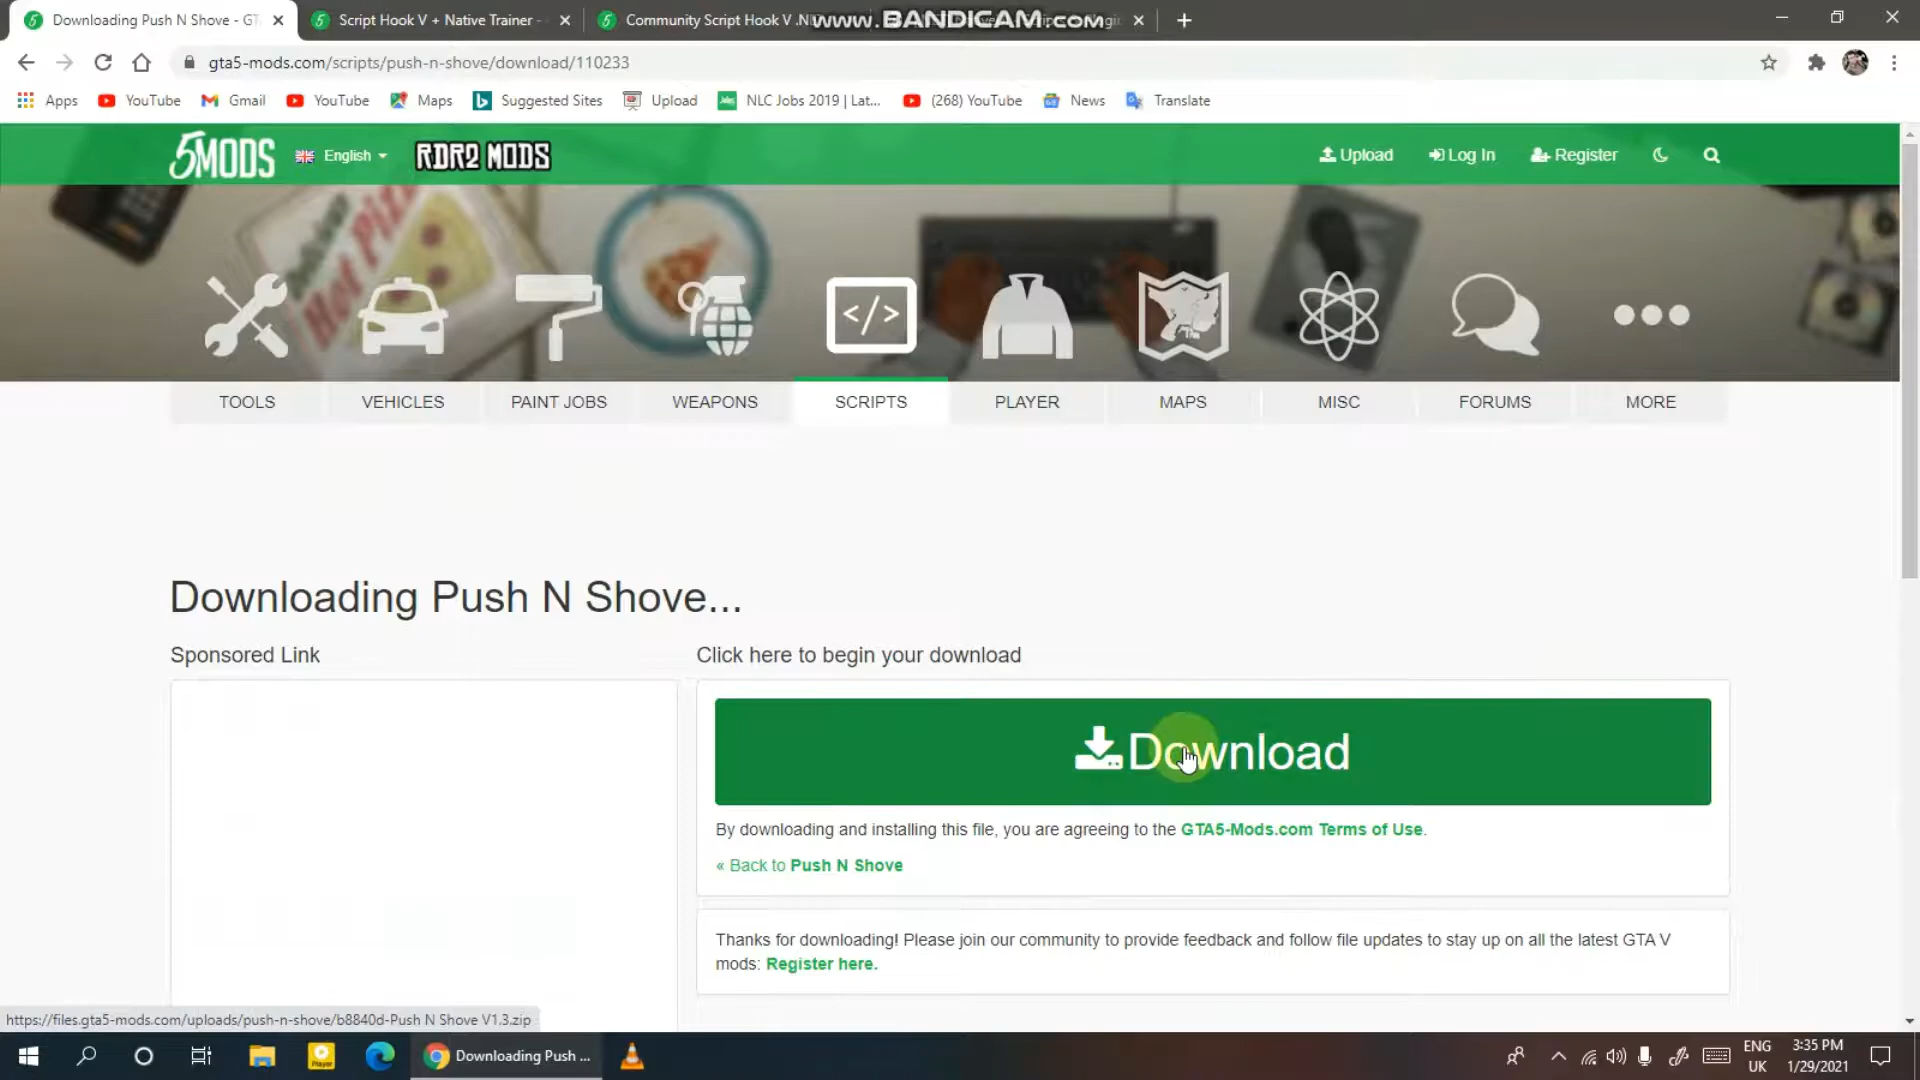 Downloading Push N Shove - GT
Script Hook V + Native Trainer -
Community Script Hook V .N
www.BANDICAM.com
gta5-mods.com/scripts/push-n-shove/download/110233
Apps
YouTube
Gmail
YouTube
Maps
Suggested Sites
Upload
NLC Jobs 2019 | Lat...
(268) YouTube
News
Translate
5MODS
English
RDR2 MODS
Upload
Log In
Register
Hot Pizza
TOOLS
VEHICLES
PAINT JOBS
WEAPONS
SCRIPTS
PLAYER
MAPS
MISC
FORUMS
MORE
Downloading Push N Shove...
Sponsored Link
Click here to begin your download
Download
By downloading and installing this file, you are agreeing to the GTA5-Mods.com Terms of Use.
« Back to Push N Shove
Thanks for downloading! Please join our community to provide feedback and follow file updates to stay up on all the latest GTA V
mods: Register here.
https://files.gta5-mods.com/uploads/push-n-shove/b8840d-Push N Shove V1.3.zip
Player
Downloading Push ...
ENG
UK
3:35 PM
1/29/2021